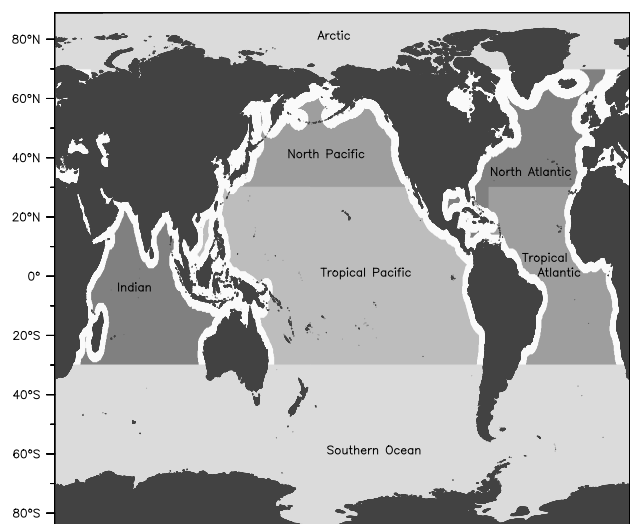 Arctic
80°N
60°N
North Pacific
40°N
North Atlantic
20°N
Tropical
Atlantic
Tropical Pacific
0°
Indian
20°S
40°S
Southern Ocean
60°S
80°S